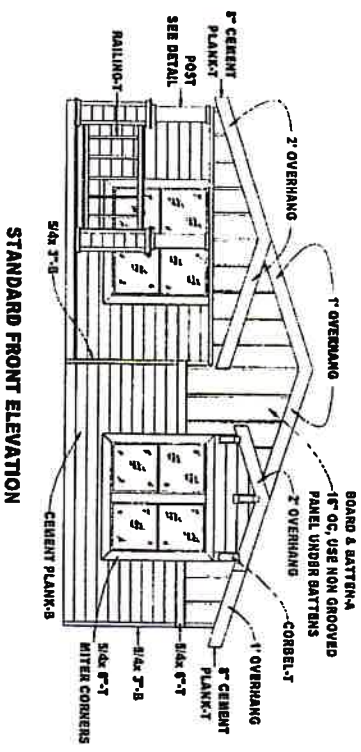 BOARD & BATTEN-A
16" OC, USE NON GROOVED
PANEL UNDER BATTENS
8" CEMENT
PLANK-T
2' OVERHANG
1' OVERHANG
2' OVERHANG
CORBEL-T
1' OVERHANG
8" CEMENT
PLANK-T
POST
SEE DETAIL
RAILING-T
5/4x 3"-B
CEMENT PLANK-B
5/4x 6"-T
5/4x 3"-B
5/4x 6"-T
MITER CORNERS
STANDARD FRONT ELEVATION